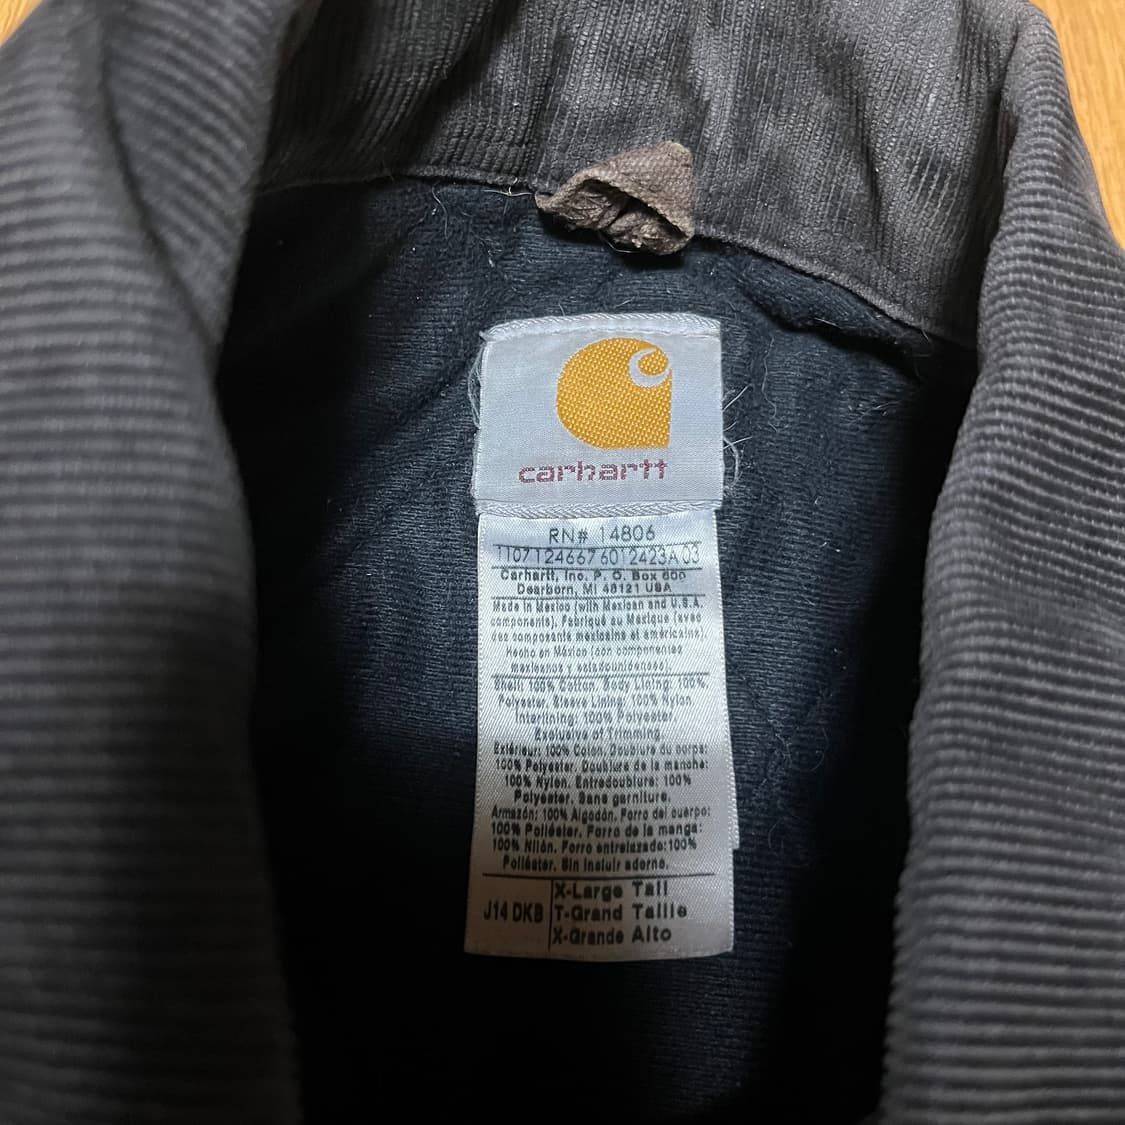 carhartt
RN# 14806
1107124667 6012423A 03
Carhartt, Inc. P. O. Box 600
Dearborn, MI 48121 USA
Made in Mexico (with Mexican and U.S.A.
components). Fabriqué au Mexique (avec
des composants mexicains et américains).
Hecho en México (con componentes
mexicanos y estadounidenses).
Shell: 100% Cotton, Body Lining: 100%,
Polyester, Sleeve Lining: 100% Nylon
Interlining: 100% Polyester,
Exclusive of Trimming
Extérieur: 100% Coton. Doublure du corps:
100% Polyester. Doublure de la manche:
100% Nylon. Entredoublure: 100%
Polyester. Sans garniture.
Armazón: 100% Algodón. Forro del cuerpo:
100% Poliéster. Forro de la manga:
100% Nilón. Forro entrelazado:100%
Poliéster. Sin incluir adorno.
J14 DKB
X-Large Tall
T-Grand Taille
X-Grande Alto